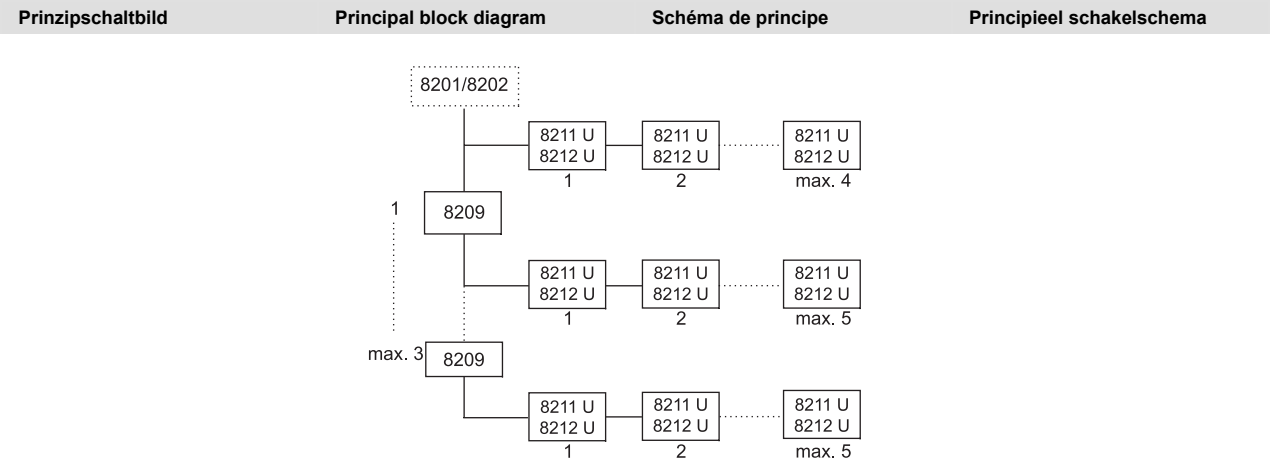 Prinzipschaltbild Principal block diagram Schéma de principe Principieel schakelschema
8201/8202
8211 U 8211 U 8211 U
8212 U 8212 U 8212 U
1 2 max. 4
1 8209
8211 U 8211 U 8211 U
8212 U 8212 U 8212 U
1 2 max. 5
max. 3 8209
8211 U 8211 U 8211 U
8212 U 8212 U 8212 U
1 2 max. 5